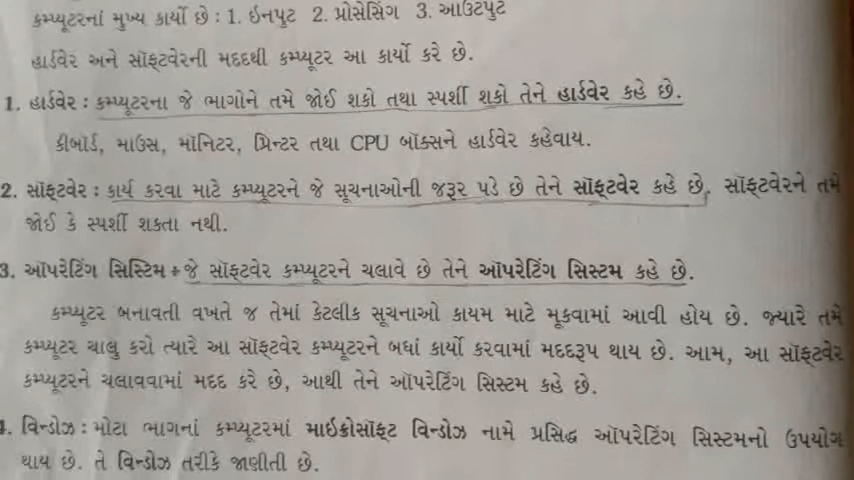 કમ્પ્યૂટરનાં મુખ્ય કાર્યો છે : 1. ઇનપુટ 2. પ્રોસેસિંગ 3. આઉટપુટ
હાર્ડવેર અને સૉફ્ટવેરની મદદથી કમ્પ્યૂટર આ કાર્યો કરે છે.
1. હાર્ડવેર : કમ્પ્યૂટરના જે ભાગોને તમે જોઈ શકો તથા સ્પર્શી શકો તેને હાર્ડવેર કહે છે.
કીબૉર્ડ, માઉસ, મૉનિટર, પ્રિન્ટર તથા CPU બૉક્સને હાર્ડવેર કહેવાય.
2. સૉફ્ટવેર : કાર્ય કરવા માટે કમ્પ્યૂટરને જે સૂચનાઓની જરૂર પડે છે તેને સૉફ્ટવેર કહે છે, સૉફ્ટવેરને તમે
જોઈ કે સ્પર્શી શકતા નથી.
3. ઑપરેટિંગ સિસ્ટિમ : જે સૉફ્ટવેર કમ્પ્યૂટરને ચલાવે છે તેને ઑપરેટિંગ સિસ્ટમ કહે છે.
કમ્પ્યૂટર બનાવતી વખતે જ તેમાં કેટલીક સૂચનાઓ કાયમ માટે મૂકવામાં આવી હોય છે. જ્યારે તમે
કમ્પ્યૂટર ચાલુ કરો ત્યારે આ સૉફ્ટવેર કમ્પ્યૂટરને બધાં કાર્યો કરવામાં મદદરૂપ થાય છે. આમ, આ સૉફ્ટવેર
કમ્પ્યૂટરને ચલાવવામાં મદદ કરે છે, આથી તેને ઑપરેટિંગ સિસ્ટમ કહે છે.
4. વિન્ડોઝ : મોટા ભાગનાં કમ્પ્યૂટરમાં માઇક્રોસૉફ્ટ વિન્ડોઝ નામે પ્રસિદ્ધ ઑપરેટિંગ સિસ્ટમનો ઉપયોગ
થાય છે. તે વિન્ડોઝ તરીકે જાણીતી છે.